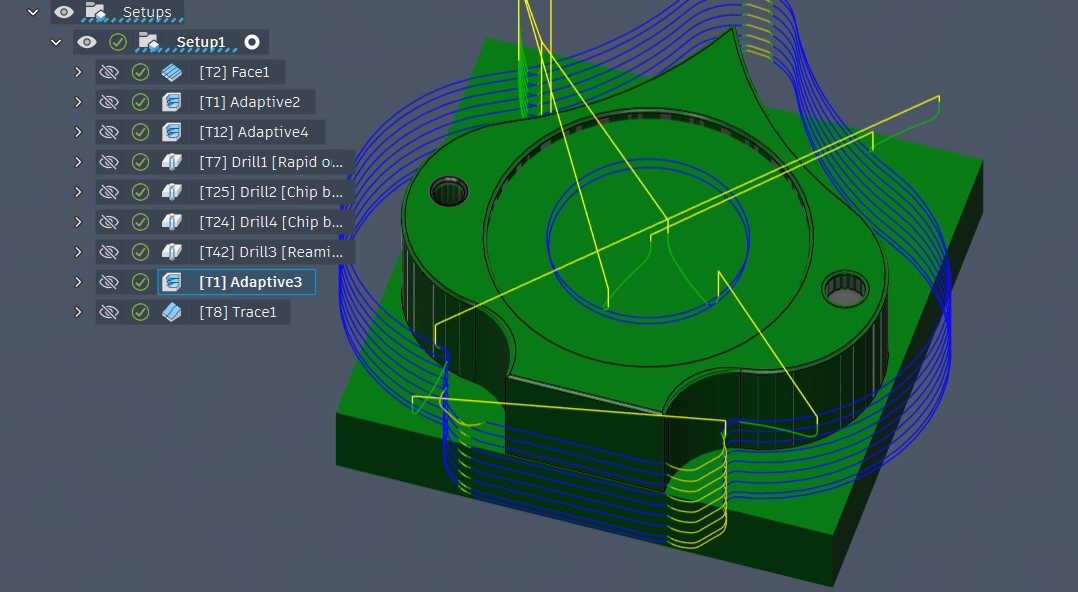 Setups
Setup1
[T2] Face1
[T1] Adaptive2
[T12] Adaptive4
[T7] Drill1 [Rapid o...
[T25] Drill2 [Chip b...
[T24] Drill4 [Chip b...
[T42] Drill3 [Reami...
[T1] Adaptive3
[T8] Trace1